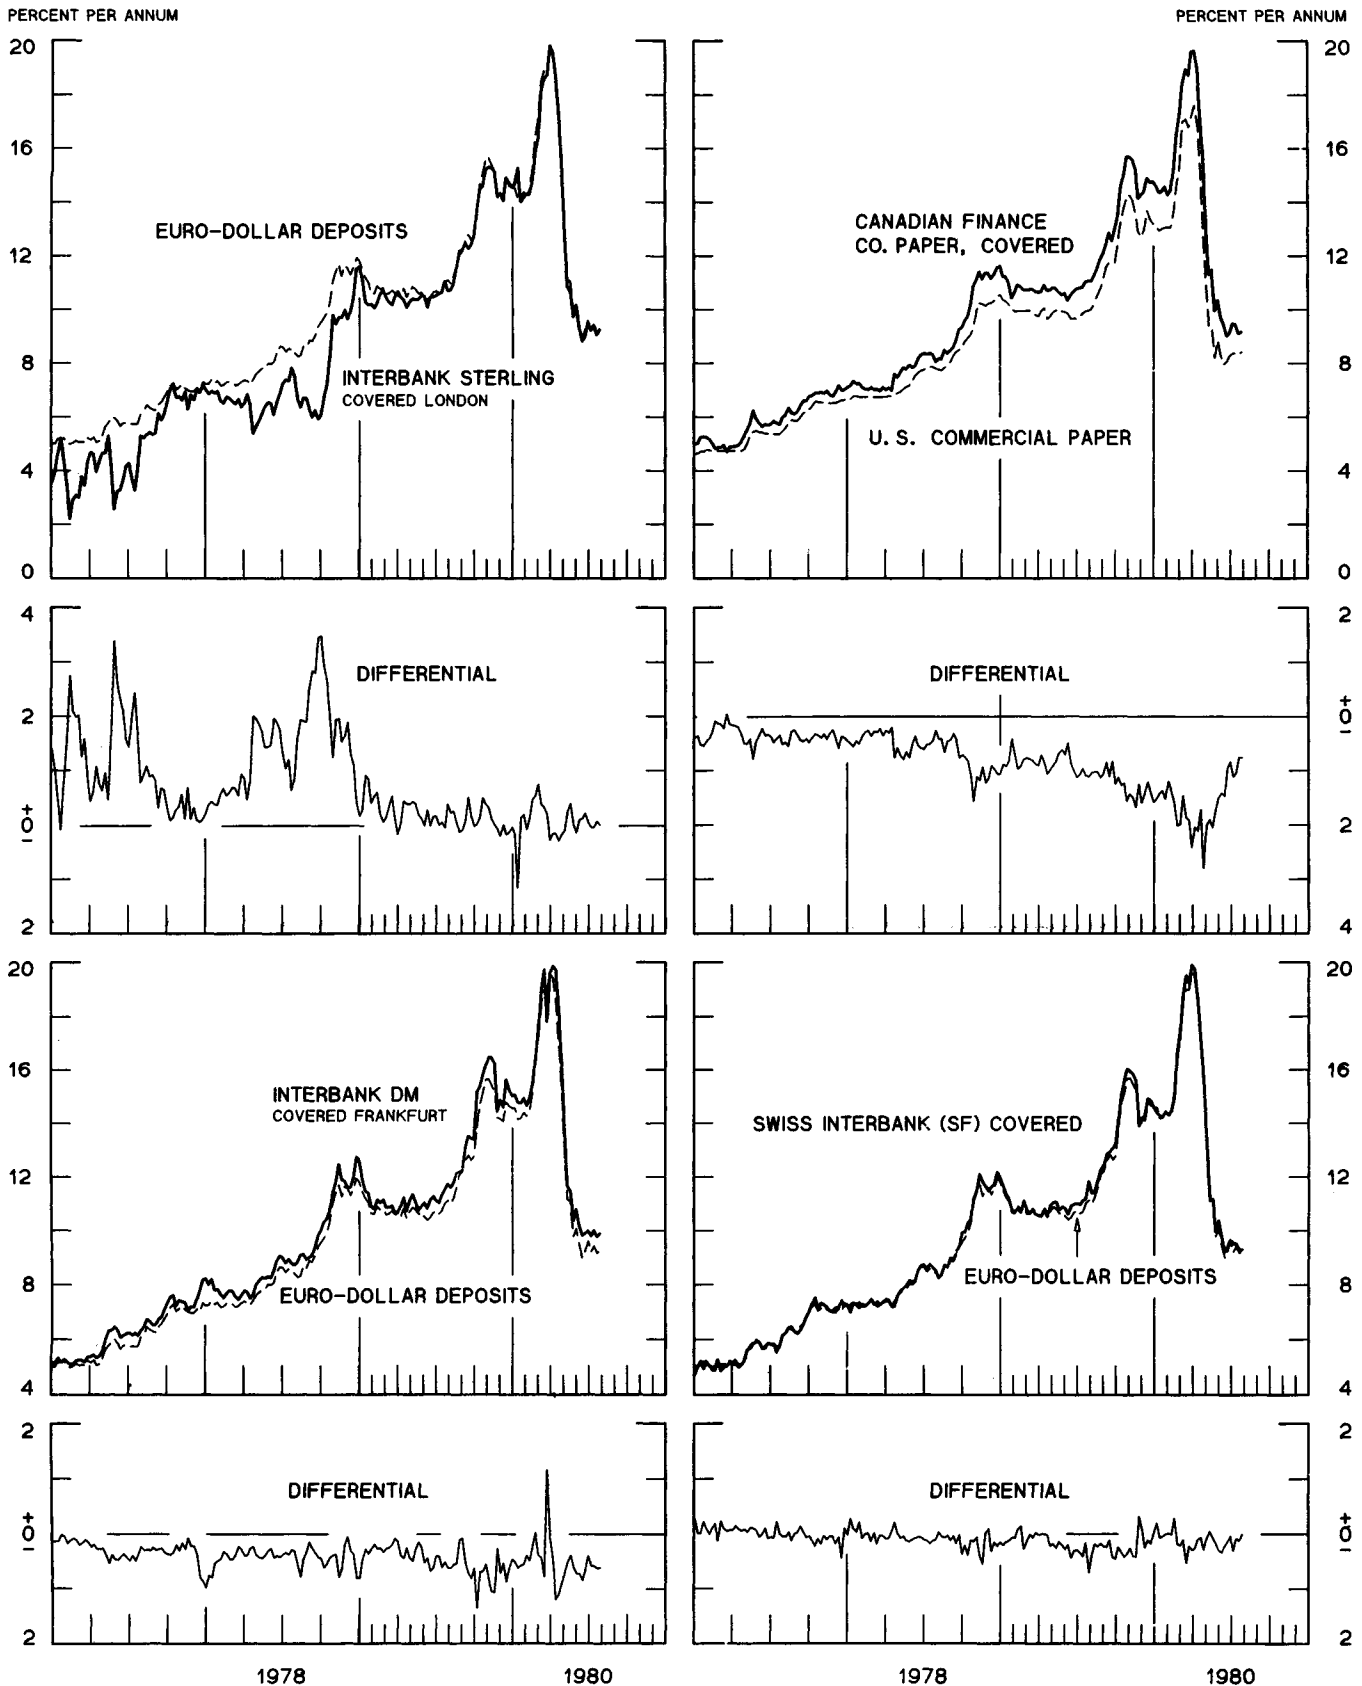 PERCENT PER ANNUM
PERCENT PER ANNUM
20
16
12
8
4
0
EURO-DOLLAR DEPOSITS
INTERBANK STERLING
COVERED LONDON
20
16
12
8
4
0
CANADIAN FINANCE
CO. PAPER, COVERED
U. S. COMMERCIAL PAPER
4
2
+
0
−
2
DIFFERENTIAL
2
+
0
−
2
4
DIFFERENTIAL
20
16
12
8
4
INTERBANK DM
COVERED FRANKFURT
EURO-DOLLAR DEPOSITS
20
16
12
8
4
SWISS INTERBANK (SF) COVERED
EURO-DOLLAR DEPOSITS
2
+
0
−
2
DIFFERENTIAL
2
+
0
−
2
DIFFERENTIAL
1978
1980
1978
1980